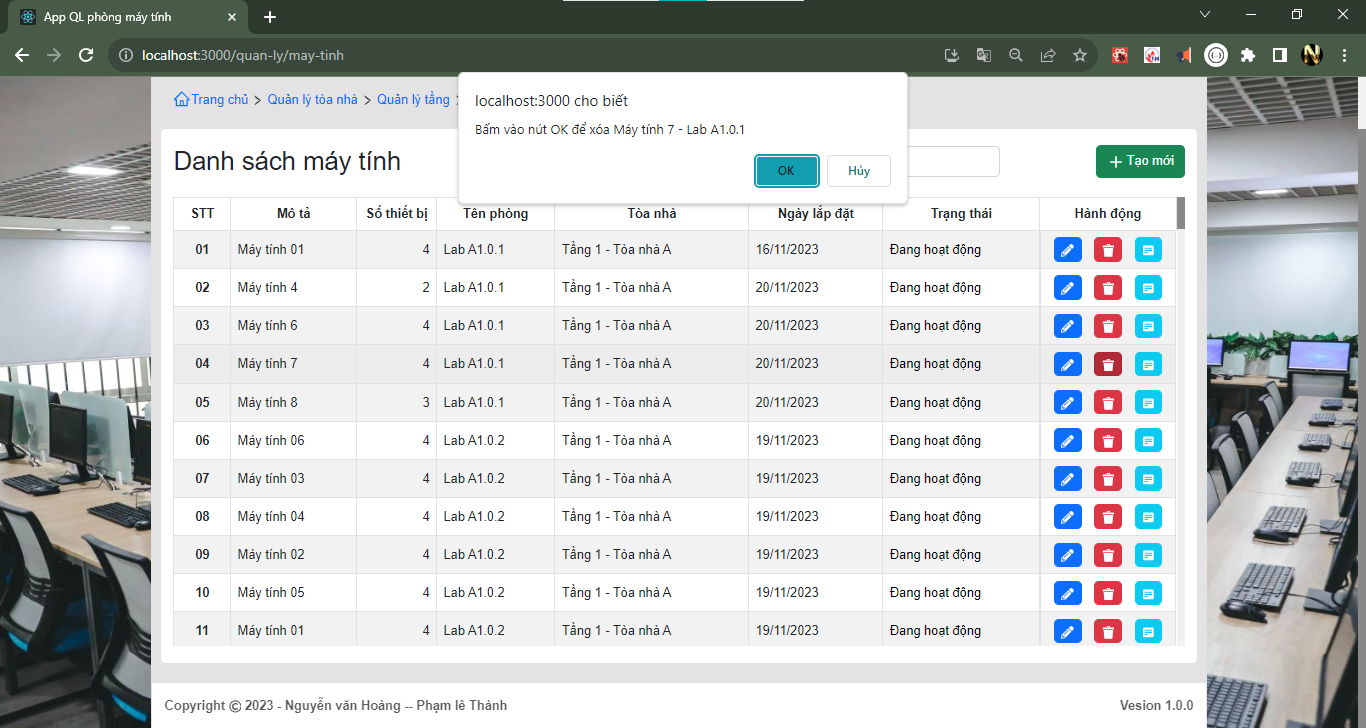 App QL phòng máy tính
localhost:3000/quan-ly/may-tinh
Trang chủ > Quản lý tòa nhà > Quản lý tầng
localhost:3000 cho biết
Bấm vào nút OK để xóa Máy tính 7 - Lab A1.0.1
OK Hủy
Danh sách máy tính
Tạo mới
STT Mô tả Số thiết bị Tên phòng Tòa nhà Ngày lắp đặt Trạng thái Hành động
01 Máy tính 01 4 Lab A1.0.1 Tầng 1 - Tòa nhà A 16/11/2023 Đang hoạt động
02 Máy tính 4 2 Lab A1.0.1 Tầng 1 - Tòa nhà A 20/11/2023 Đang hoạt động
03 Máy tính 6 4 Lab A1.0.1 Tầng 1 - Tòa nhà A 20/11/2023 Đang hoạt động
04 Máy tính 7 4 Lab A1.0.1 Tầng 1 - Tòa nhà A 20/11/2023 Đang hoạt động
05 Máy tính 8 3 Lab A1.0.1 Tầng 1 - Tòa nhà A 20/11/2023 Đang hoạt động
06 Máy tính 06 4 Lab A1.0.2 Tầng 1 - Tòa nhà A 19/11/2023 Đang hoạt động
07 Máy tính 03 4 Lab A1.0.2 Tầng 1 - Tòa nhà A 19/11/2023 Đang hoạt động
08 Máy tính 04 4 Lab A1.0.2 Tầng 1 - Tòa nhà A 19/11/2023 Đang hoạt động
09 Máy tính 02 4 Lab A1.0.2 Tầng 1 - Tòa nhà A 19/11/2023 Đang hoạt động
10 Máy tính 05 4 Lab A1.0.2 Tầng 1 - Tòa nhà A 19/11/2023 Đang hoạt động
11 Máy tính 01 4 Lab A1.0.2 Tầng 1 - Tòa nhà A 19/11/2023 Đang hoạt động
Copyright © 2023 - Nguyễn văn Hoàng -- Phạm lê Thành
Vesion 1.0.0